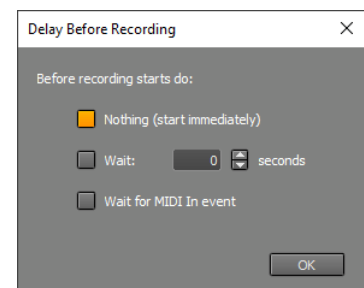 Delay Before Recording
Before recording starts do:
Nothing (start immediately)
Wait: 0 seconds
Wait for MIDI In event
OK